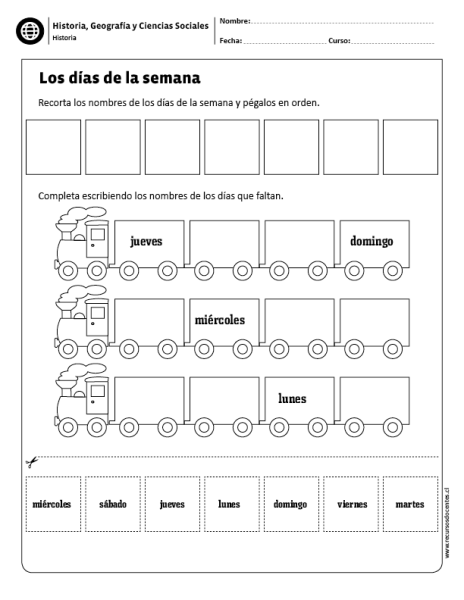 Historia, Geografía y Ciencias Sociales
Historia
Nombre:
Fecha: Curso:
Los días de la semana
Recorta los nombres de los días de la semana y pégalos en orden.
Completa escribiendo los nombres de los días que faltan.
jueves domingo
miércoles
lunes
miércoles sábado jueves lunes domingo viernes martes
www.recursosdocentes.cl